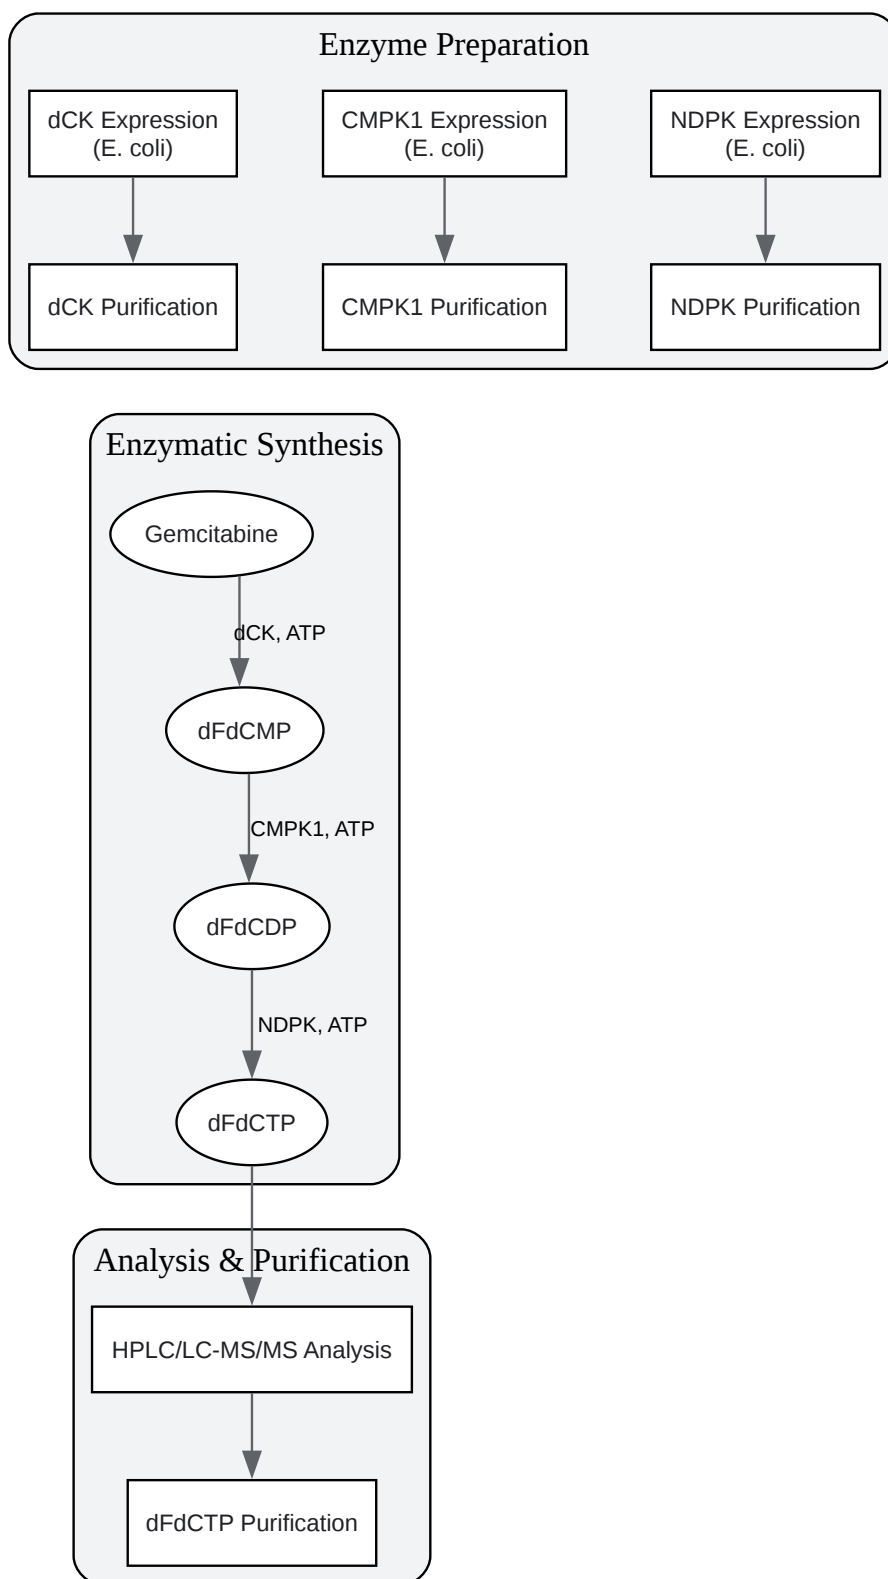 Enzyme Preparation
dCK Expression
(E. coli)
CMPK1 Expression
(E. coli)
NDPK Expression
(E. coli)
dCK Purification
CMPK1 Purification
NDPK Purification
Enzymatic Synthesis
Gemcitabine
dCK, ATP
dFdCMP
CMPK1, ATP
dFdCDP
NDPK, ATP
dFdCTP
Analysis & Purification
HPLC/LC-MS/MS Analysis
dFdCTP Purification